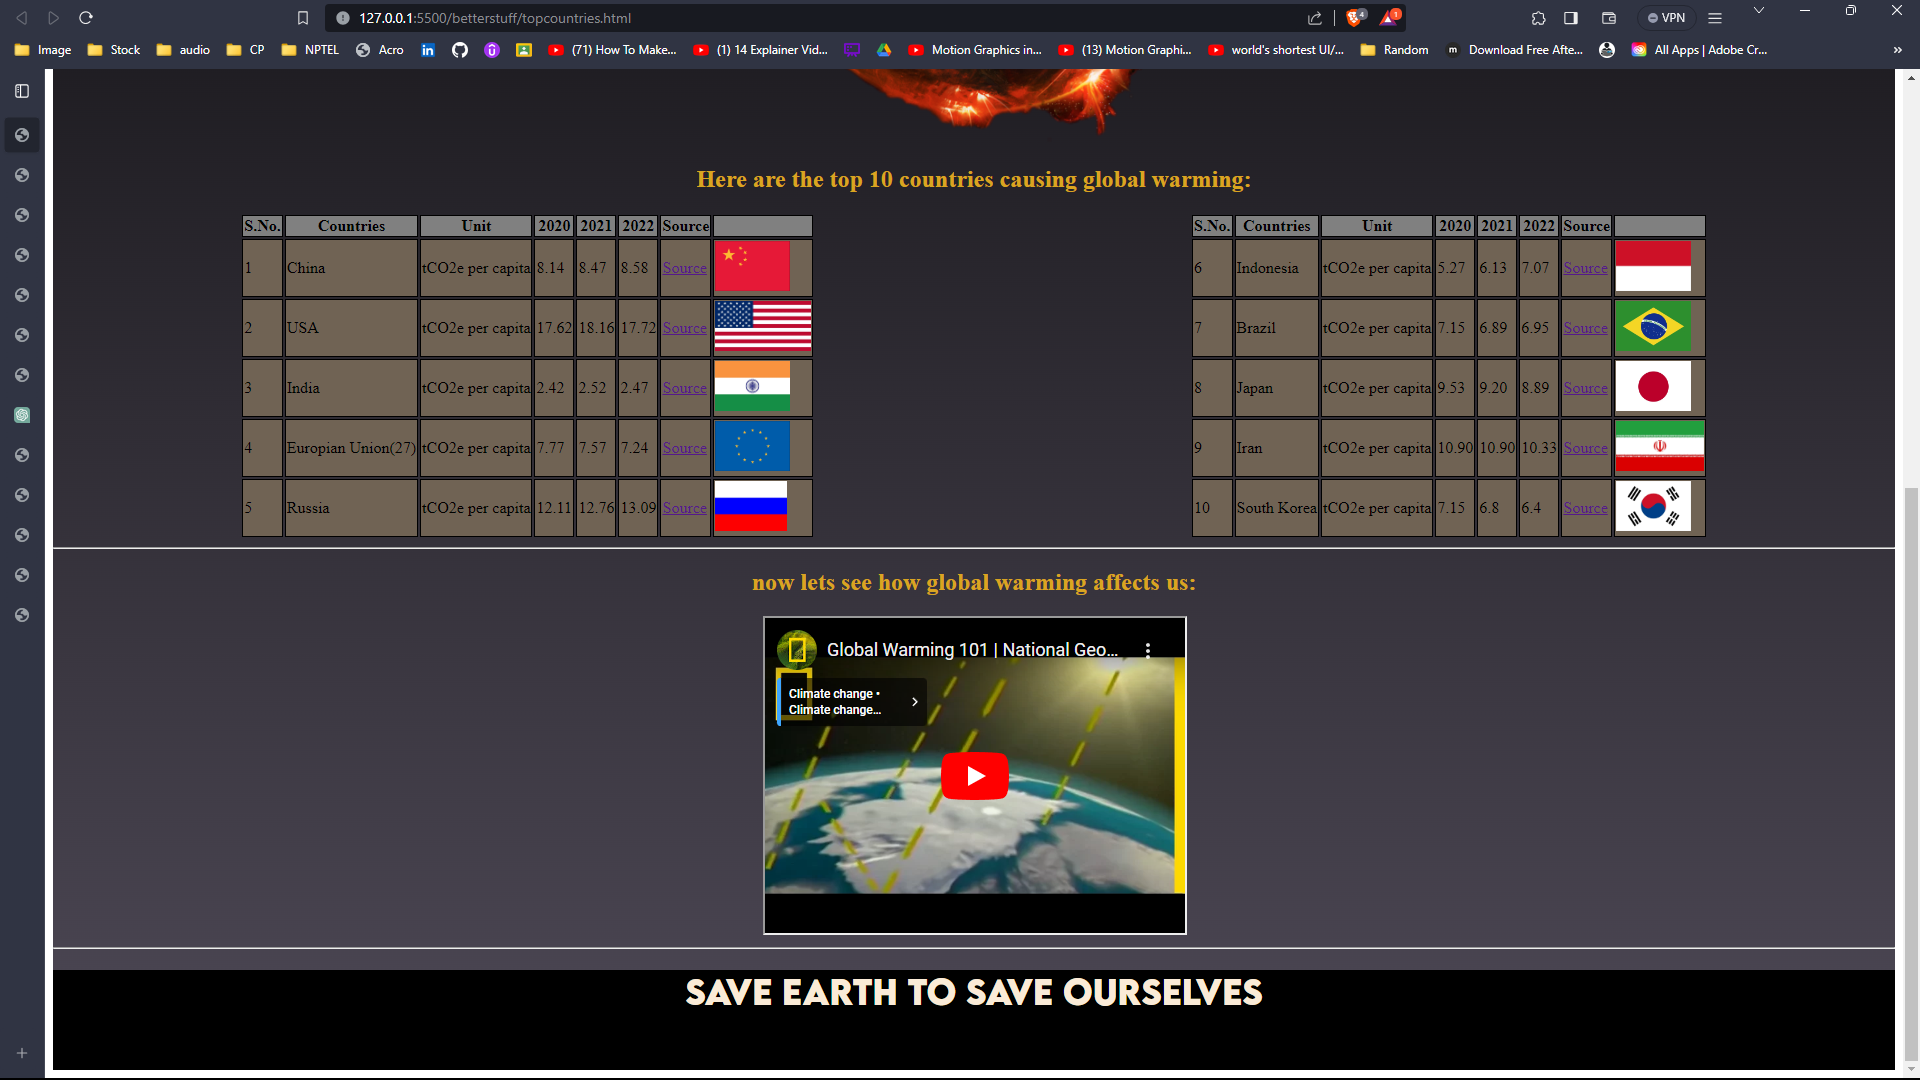 127.0.0.1:5500/betterstuff/topcountries.html
4
1
VPN
Image
Stock
audio
CP
NPTEL
Acro
(71) How To Make...
(1) 14 Explainer Vid...
Motion Graphics in...
(13) Motion Graphi...
world's shortest UI/...
Random
m
Download Free Afte...
All Apps | Adobe Cr...
»
Here are the top 10 countries causing global warming:
S.No. Countries Unit 2020 2021 2022 Source
1 China tCO2e per capita 8.14 8.47 8.58 Source
2 USA tCO2e per capita 17.62 18.16 17.72 Source
3 India tCO2e per capita 2.42 2.52 2.47 Source
4 Europian Union(27) tCO2e per capita 7.77 7.57 7.24 Source
5 Russia tCO2e per capita 12.11 12.76 13.09 Source
S.No. Countries Unit 2020 2021 2022 Source
6 Indonesia tCO2e per capita 5.27 6.13 7.07 Source
7 Brazil tCO2e per capita 7.15 6.89 6.95 Source
8 Japan tCO2e per capita 9.53 9.20 8.89 Source
9 Iran tCO2e per capita 10.90 10.90 10.33 Source
10 South Korea tCO2e per capita 7.15 6.8 6.4 Source
now lets see how global warming affects us:
Global Warming 101 | National Geo...
Climate change •
Climate change...
SAVE EARTH TO SAVE OURSELVES